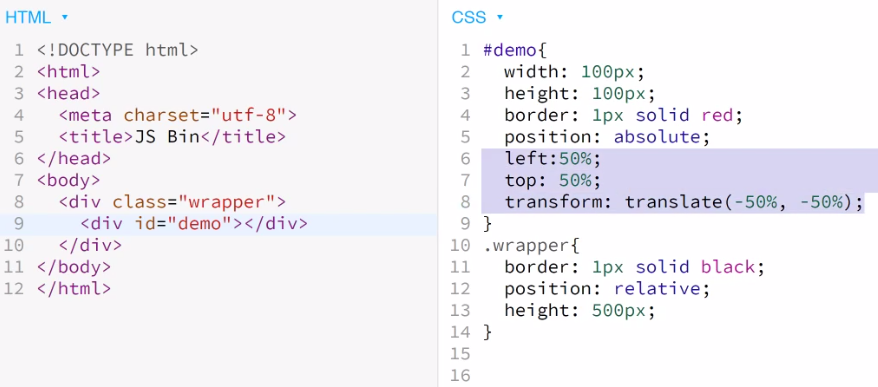 HTML ▾
1 <!DOCTYPE html>
2 <html>
3 <head>
4   <meta charset="utf-8">
5   <title>JS Bin</title>
6 </head>
7 <body>
8   <div class="wrapper">
9     <div id="demo"></div>
10   </div>
11 </body>
12 </html>
CSS ▾
1 #demo{
2   width: 100px;
3   height: 100px;
4   border: 1px solid red;
5   position: absolute;
6   left:50%;
7   top: 50%;
8   transform: translate(-50%, -50%);
9 }
10 .wrapper{
11   border: 1px solid black;
12   position: relative;
13   height: 500px;
14 }
15
16